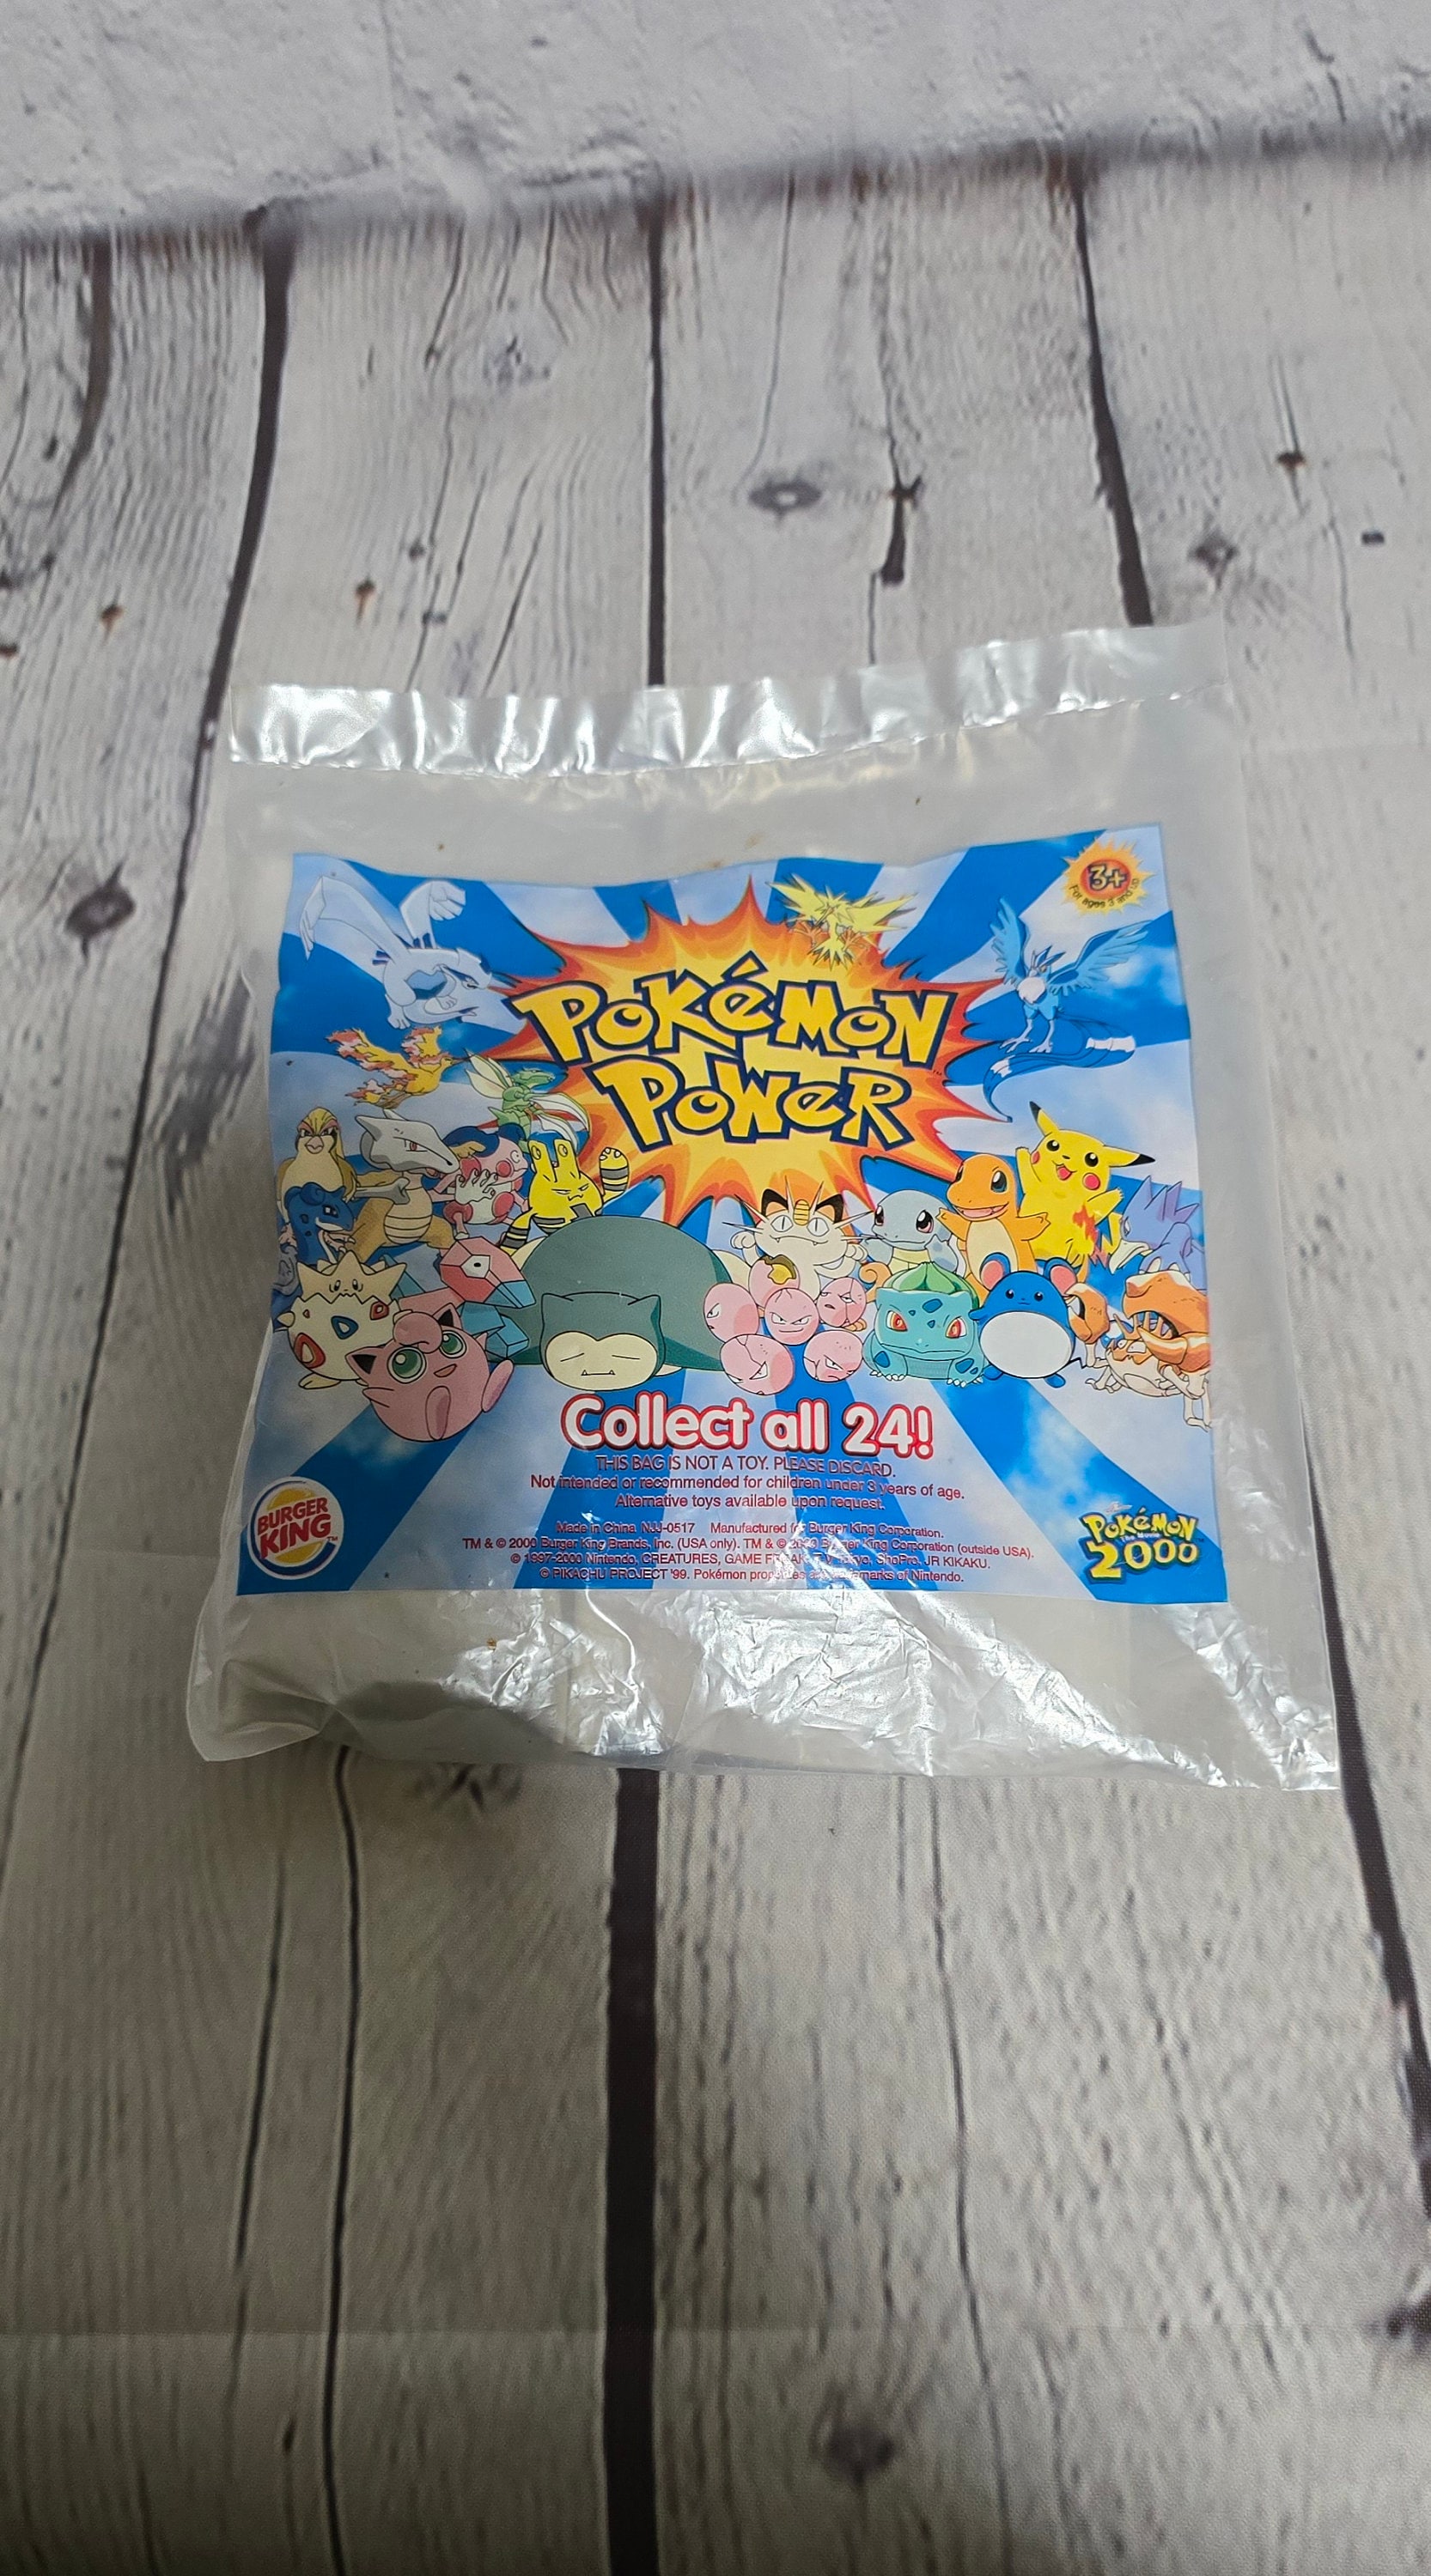 3+
For ages 3 and up
POKéMON
POWER
Collect all 24!
THIS BAG IS NOT A TOY. PLEASE DISCARD.
Not intended or recommended for children under 3 years of age.
Alternative toys available upon request.
BURGER
KING™
Made in China NJJ-0517 Manufactured for Burger King Corporation.
TM & © 2000 Burger King Brands, Inc. (USA only). TM & © 2000 Burger King Corporation (outside USA).
© 1997-2000 Nintendo, CREATURES, GAME FREAK, TV Tokyo, ShoPro, JR KIKAKU.
© PIKACHU PROJECT '99. Pokémon properties are trademarks of Nintendo.
POKéMON
The Movie
2000